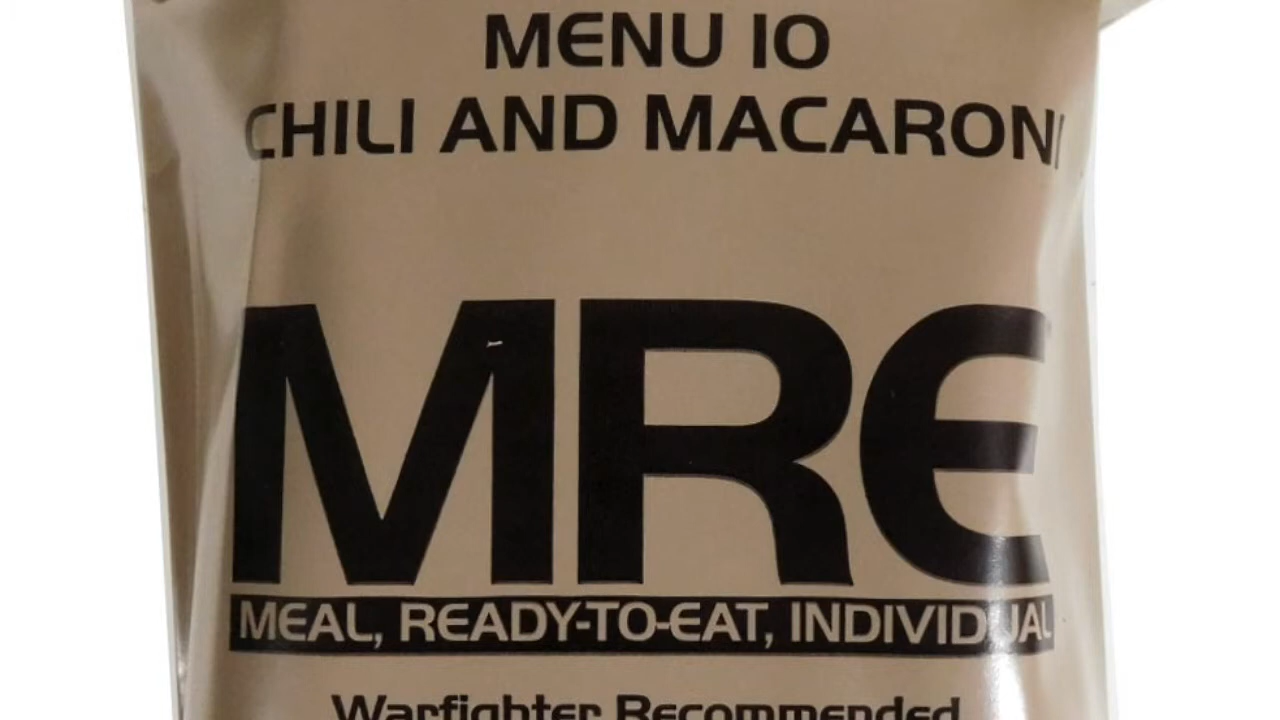 MENU 10
CHILI AND MACARONI
MRE
MEAL, READY-TO-EAT, INDIVIDUAL
Warfighter Recommended